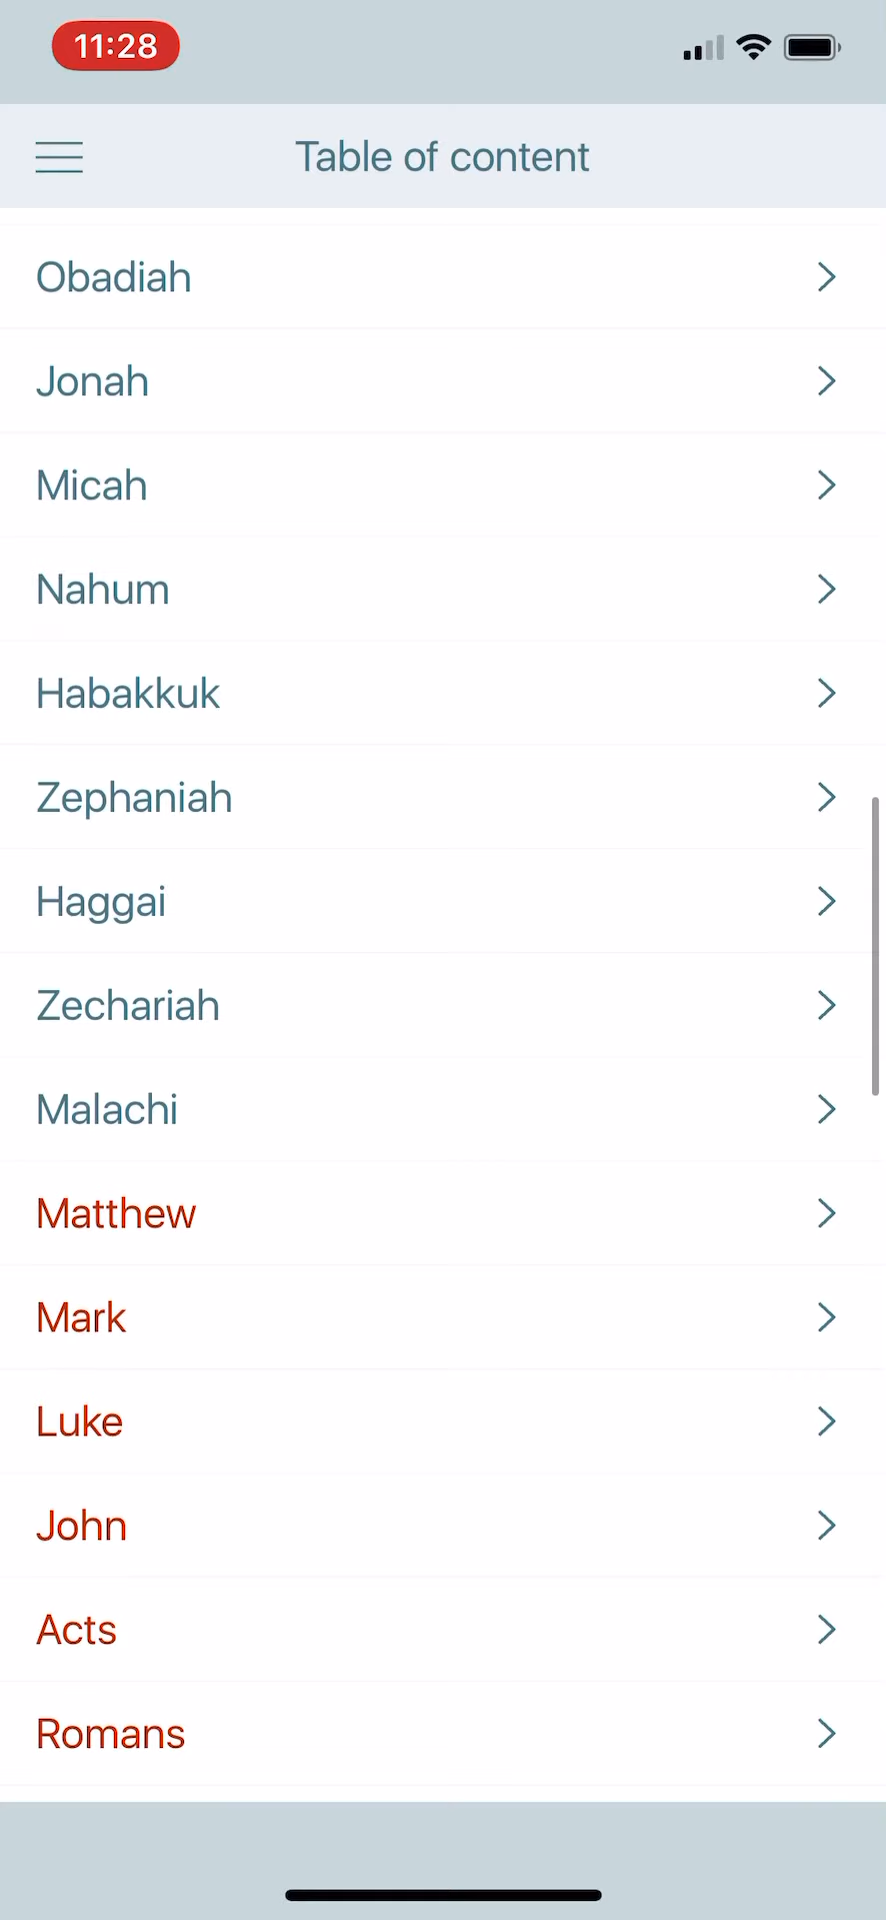 11:28
Table of content
Obadiah
Jonah
Micah
Nahum
Habakkuk
Zephaniah
Haggai
Zechariah
Malachi
Matthew
Mark
Luke
John
Acts
Romans